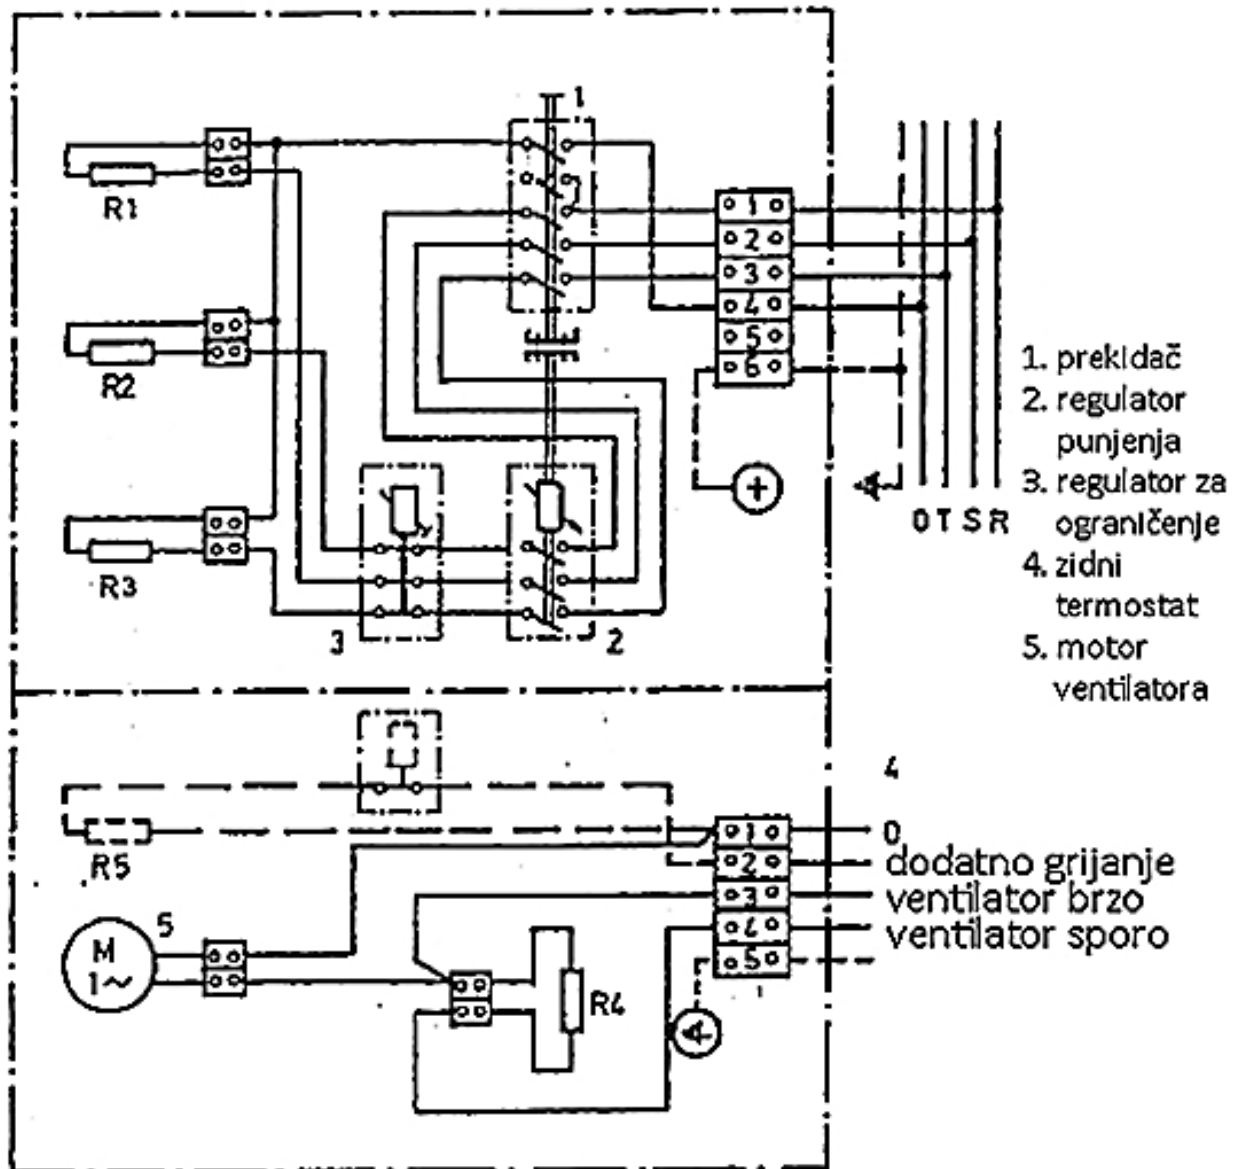 1
R1
1
2
3
4
5
6
R2
R3
3
2
O T S R
1. prekidač
2. regulator
punjenja
3. regulator za
ograničenje
4. zidni
termostat
5. motor
ventilatora
4
R5
1
2
3
4
5
0
dodatno grijanje
ventilator brzo
ventilator sporo
5
M
1~
R4